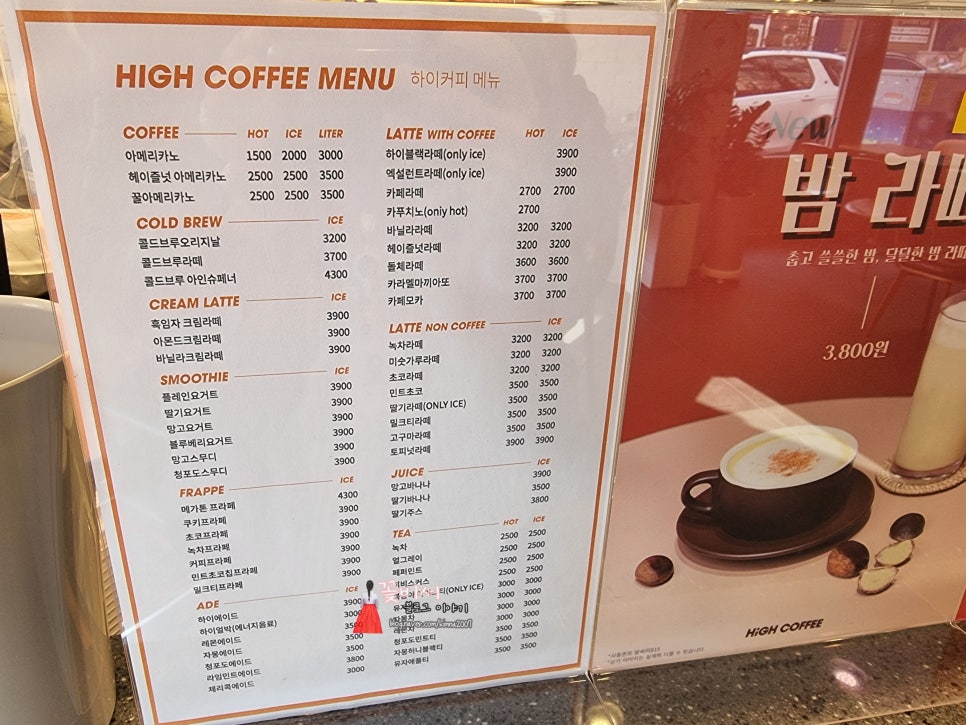 HIGH COFFEE MENU 하이커피 메뉴
COFFEE HOT ICE LITER
아메리카노 1500 2000 3000
헤이즐넛 아메리카노 2500 2500 3500
꿀아메리카노 2500 2500 3500
COLD BREW ICE
콜드브루오리지날 3200
콜드브루라떼 3700
콜드브루 아인슈페너 4300
CREAM LATTE ICE
흑임자 크림라떼 3900
아몬드크림라떼 3900
바닐라크림라떼 3900
SMOOTHIE ICE
플레인요거트 3900
딸기요거트 3900
망고요거트 3900
블루베리요거트 3900
망고스무디 3900
청포도스무디 3900
FRAPPE ICE
메가톤 프라페 4300
쿠키프라페 3900
초코프라페 3900
녹차프라페 3900
커피프라페 3900
민트초코칩프라페 3900
밀크티프라페 3900
ADE ICE
하이에이드 3900
하이얼박(에너지음료) 3000
레몬에이드 3500
자몽에이드 3500
청포도에이드 3500
라임민트에이드 3800
체리콕에이드 3000
LATTE WITH COFFEE HOT ICE
하이블랙라떼(only ice) 3900
엑설런트라떼(only ice) 3900
카페라떼 2700 2700
카푸치노(oniy hot) 2700
바닐라라떼 3200 3200
헤이즐넛라떼 3200 3200
돌체라떼 3600 3600
카라멜마끼아또 3700 3700
카페모카 3700 3700
LATTE NON COFFEE ICE
녹차라떼 3200 3200
미숫가루라떼 3200 3200
초코라떼 3200 3200
민트초코 3500 3500
딸기라떼(ONLY ICE) 3500 3500
밀크티라떼 3500 3500
고구마라떼 3500 3500
토피넛라떼 3900 3900
JUICE ICE
망고바나나 3900
딸기바나나 3500
딸기주스 3800
TEA HOT ICE
녹차 2500 2500
얼그레이 2500 2500
페퍼민트 2500 2500
2500 2500
(ONLY ICE) 3000 3000
3000 3000
3000 3000
레몬차 3000 3000
청포도민트티 3500 3500
자몽허니블랙티 3500 3500
유자애플티 3500 3500
블로그 이야기
New
밤 라떼
춥고 쓸쓸한 밤, 달달한 밤 라떼
3,800원
HIGH COFFEE